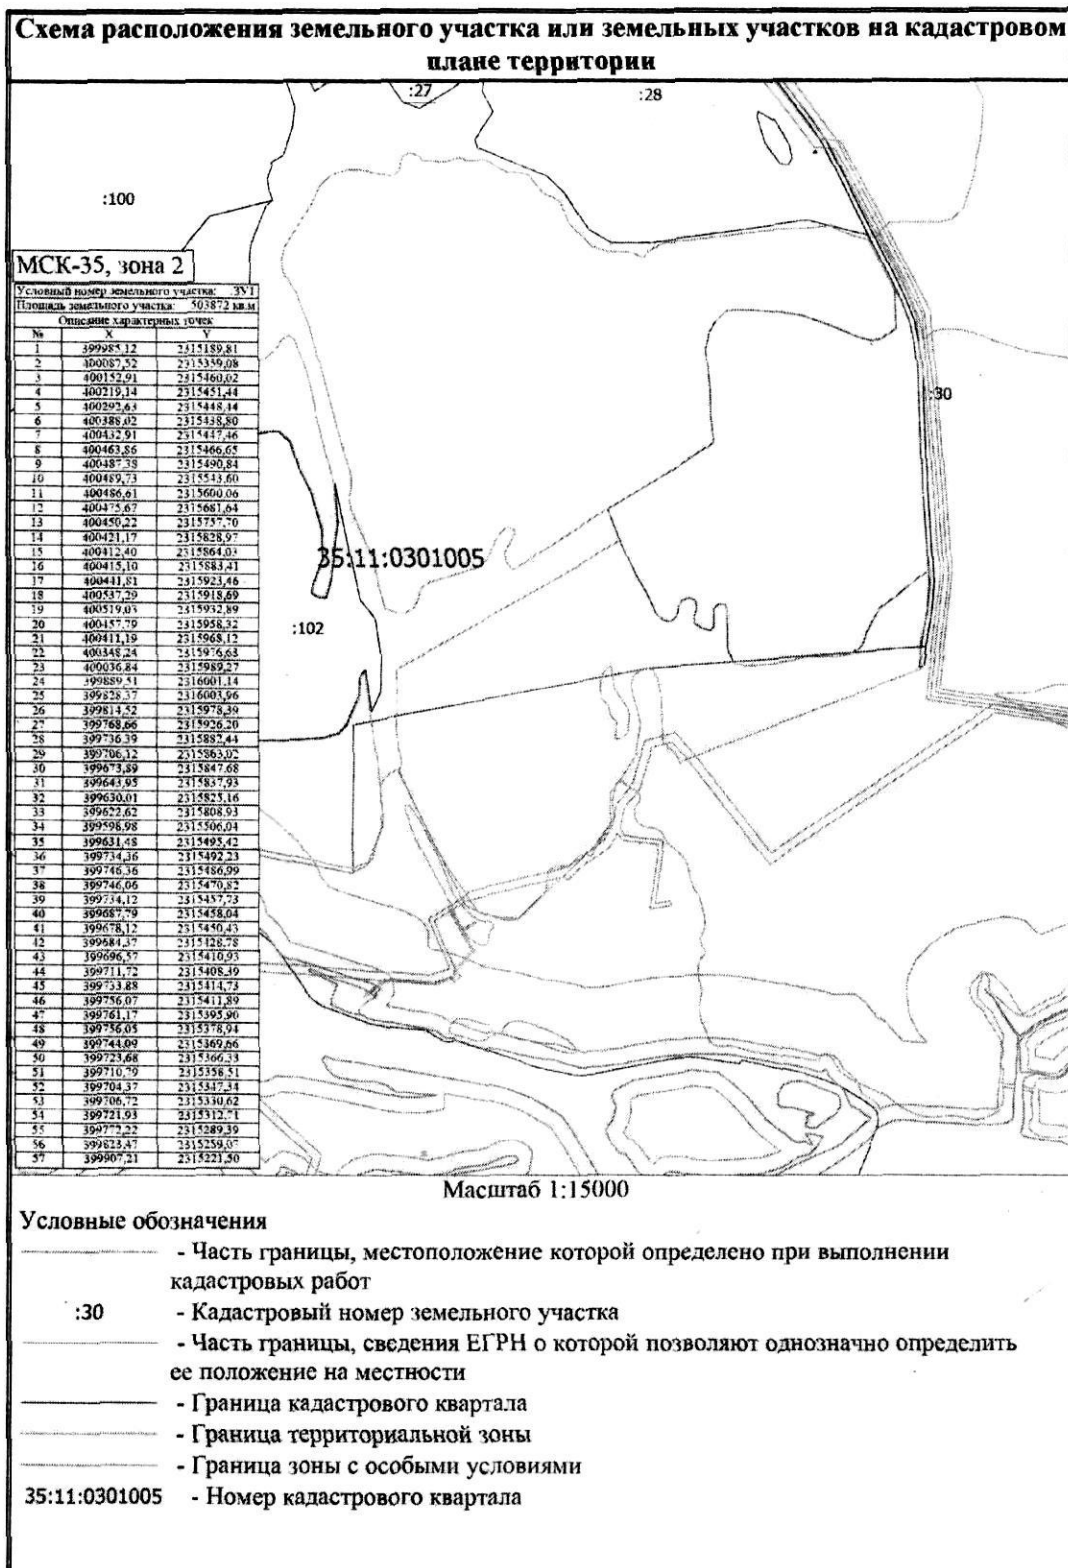 Схема расположения земельного участка или земельных участков на кадастровом
плане территории
:27
:28
:100
МСК-35, зона 2
Условный номер земельного участка: :ЗУ1
Площадь земельного участка: 503872 кв.м
Описание характерных точек
№ X Y
1 399985,12 2315189,81
2 400087,52 2315339,08
3 400152,91 2315460,02
4 400219,14 2315451,44
5 400292,63 2315448,44
6 400388,02 2315438,80
7 400432,91 2315447,46
8 400463,86 2315466,65
9 400487,38 2315490,84
10 400489,73 2315543,60
11 400486,61 2315600,06
12 400475,67 2315681,64
13 400450,22 2315757,70
14 400421,17 2315828,97
15 400412,40 2315864,03
16 400415,10 2315883,41
17 400441,81 2315923,46
18 400537,29 2315918,69
19 400519,03 2315932,89
20 400457,79 2315958,32
21 400411,19 2315968,12
22 400348,24 2315976,63
23 400036,84 2315989,27
24 399889,51 2316001,14
25 399828,37 2316003,96
26 399814,52 2315978,39
27 399768,66 2315926,20
28 399736,39 2315882,44
29 399706,12 2315863,02
30 399673,89 2315847,68
31 399643,95 2315837,93
32 399630,01 2315825,16
33 399622,62 2315808,93
34 399598,98 2315506,04
35 399631,48 2315495,42
36 399734,36 2315492,23
37 399746,36 2315486,99
38 399746,06 2315470,82
39 399734,12 2315457,73
40 399687,79 2315458,04
41 399678,12 2315450,43
42 399684,37 2315428,78
43 399696,57 2315410,93
44 399711,72 2315408,39
45 399733,88 2315414,73
46 399756,07 2315411,89
47 399761,17 2315395,90
48 399756,05 2315378,94
49 399744,09 2315369,66
50 399723,68 2315366,33
51 399710,79 2315358,51
52 399704,37 2315347,34
53 399706,72 2315330,62
54 399721,93 2315312,71
55 399772,22 2315289,39
56 399823,47 2315259,07
57 399907,21 2315221,50
:30
35:11:0301005
:102
Масштаб 1:15000
Условные обозначения
- Часть границы, местоположение которой определено при выполнении
кадастровых работ
:30 - Кадастровый номер земельного участка
- Часть границы, сведения ЕГРН о которой позволяют однозначно определить
ее положение на местности
- Граница кадастрового квартала
- Граница территориальной зоны
- Граница зоны с особыми условиями
35:11:0301005 - Номер кадастрового квартала